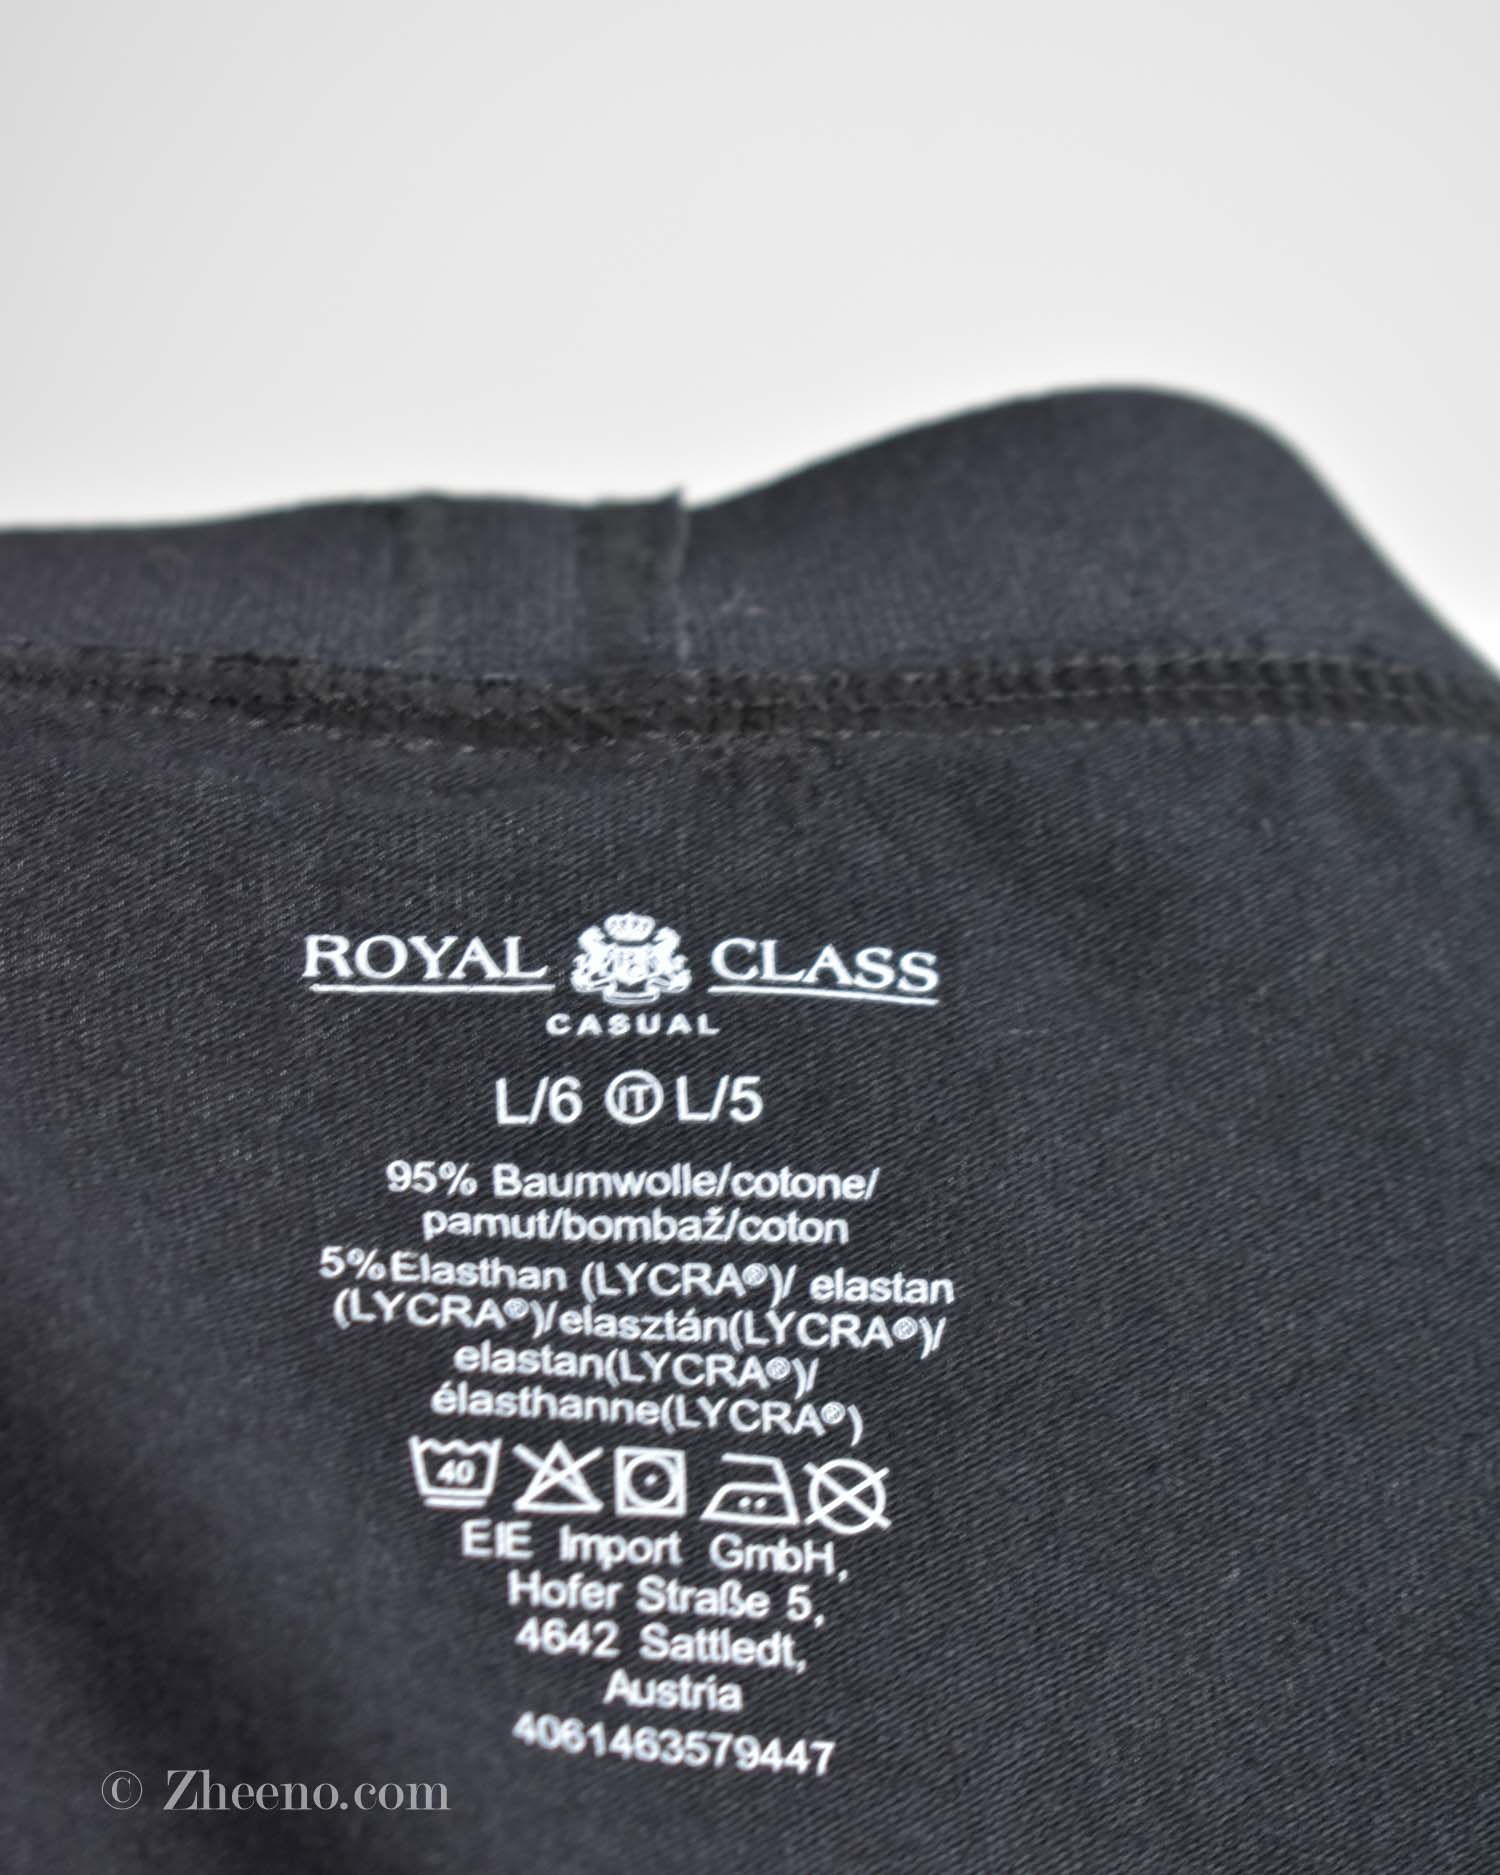 ROYAL CLASS
CASUAL
L/6 IT L/5
95% Baumwolle/cotone/
pamut/bombaž/coton
5%Elasthan (LYCRA®)/ elastan
(LYCRA®)/elasztán(LYCRA®)/
elastan(LYCRA®)/
élasthanne(LYCRA®)
40
EIE Import GmbH,
Hofer Straße 5,
4642 Sattledt,
Austria
4061463579447
© Zheeno.com